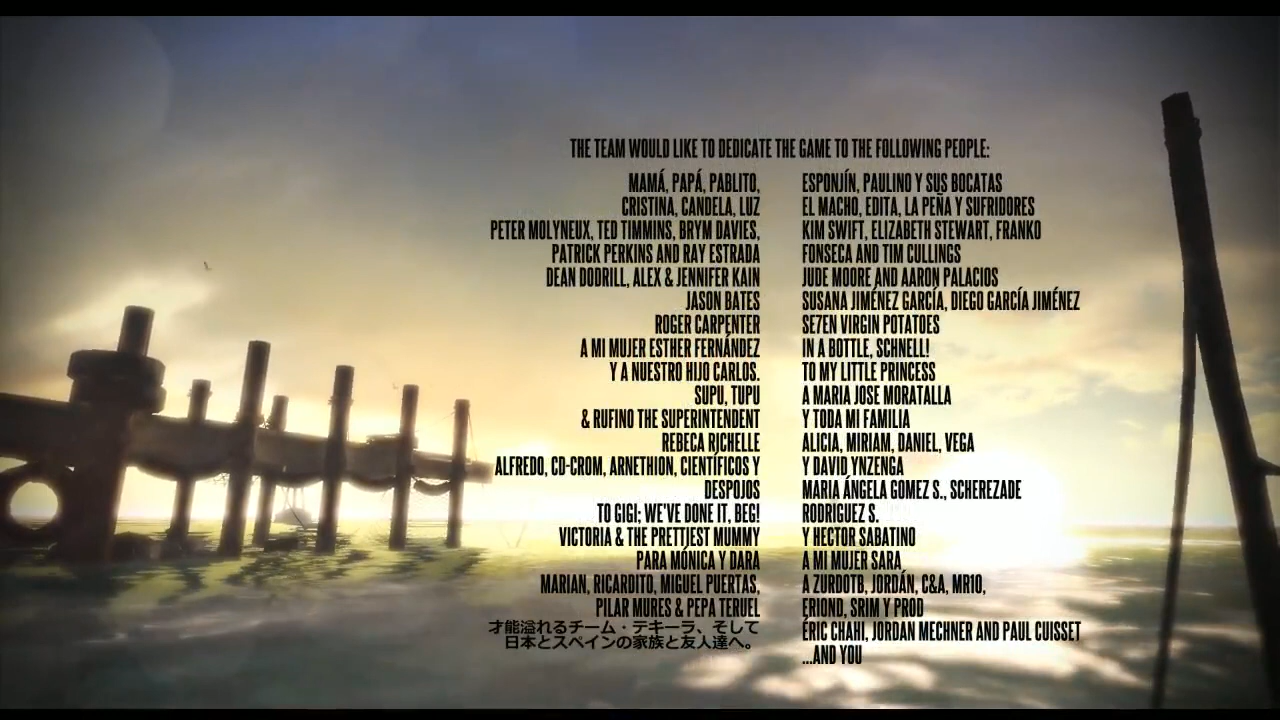 THE TEAM WOULD LIKE TO DEDICATE THE GAME TO THE FOLLOWING PEOPLE:
MAMÁ, PAPÁ, PABLITO,
CRISTINA, CANDELA, LUZ
PETER MOLYNEUX, TED TIMMINS, BRYM DAVIES,
PATRICK PERKINS AND RAY ESTRADA
DEAN DODRILL, ALEX & JENNIFER KAIN
JASON BATES
ROGER CARPENTER
A MI MUJER ESTHER FERNÁNDEZ
Y A NUESTRO HIJO CARLOS.
SUPU, TUPU
& RUFINO THE SUPERINTENDENT
REBECA RICHELLE
ALFREDO, CD-CROM, ARNETHION, CIENTÍFICOS Y
DESPOJOS
TO GIGI; WE'VE DONE IT, BEG!
VICTORIA & THE PRETTIEST MUMMY
PARA MÓNICA Y DARA
MARIAN, RICARDITO, MIGUEL PUERTAS,
PILAR MURES & PEPA TERUEL
才能溢れるチーム・テキーラ、そして
日本とスペインの家族と友人達へ。
ESPONJÍN, PAULINO Y SUS BOCATAS
EL MACHO, EDITA, LA PEÑA Y SUFRIDORES
KIM SWIFT, ELIZABETH STEWART, FRANKO
FONSECA AND TIM CULLINGS
JUDE MOORE AND AARON PALACIOS
SUSANA JIMÉNEZ GARCÍA, DIEGO GARCÍA JIMÉNEZ
SE7EN VIRGIN POTATOES
IN A BOTTLE, SCHNELL!
TO MY LITTLE PRINCESS
A MARIA JOSE MORATALLA
Y TODA MI FAMILIA
ALICIA, MIRIAM, DANIEL, VEGA
Y DAVID YNZENGA
MARIA ÁNGELA GOMEZ S., SCHEREZADE
RODRIGUEZ S.
Y HECTOR SABATINO
A MI MUJER SARA
A ZURDOTB, JORDÁN, C&A, MR10,
ERIOND, SRIM Y PROD
ÉRIC CHAHI, JORDAN MECHNER AND PAUL CUISSET
...AND YOU